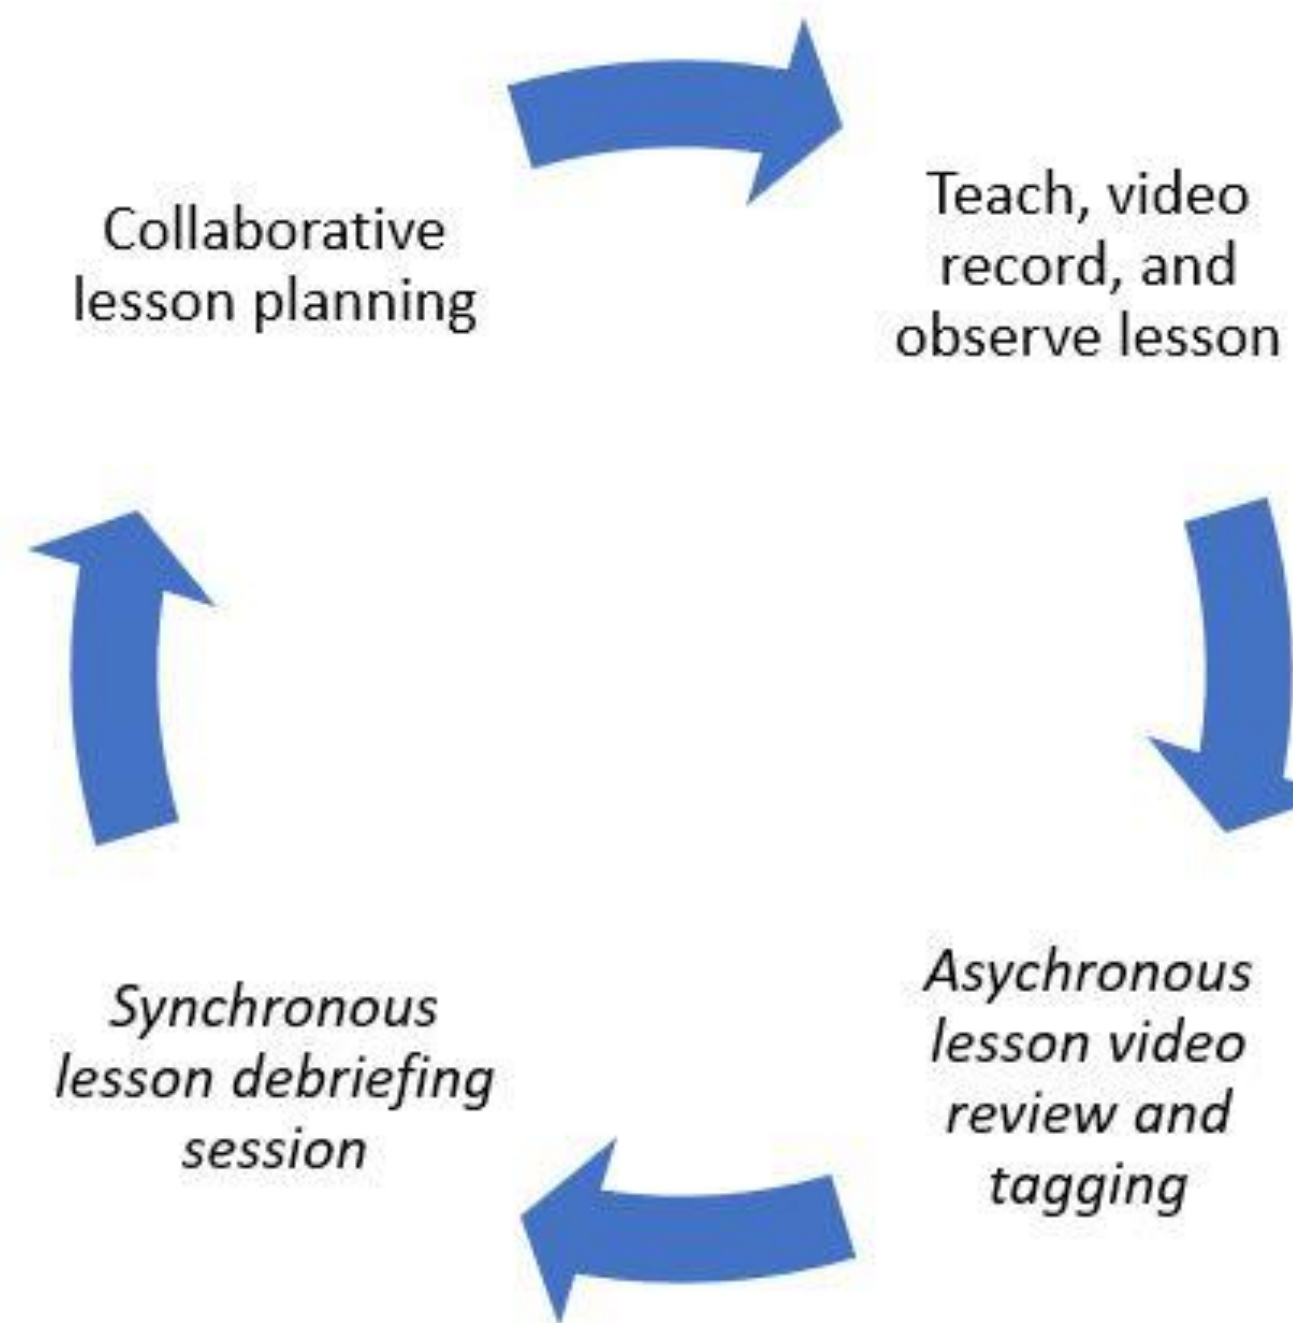 Collaborative
lesson planning
Teach, video
record, and
observe lesson
Asychronous
lesson video
review and
tagging
Synchronous
lesson debriefing
session